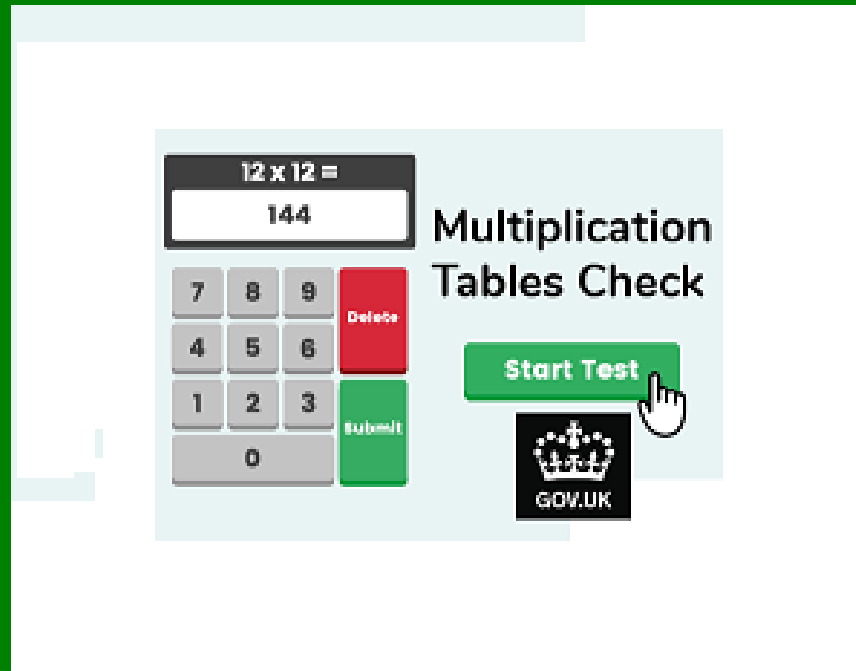 12 x 12 =
144
Multiplication
Tables Check
7 8 9
Delete
4 5 6
Start Test
1 2 3
Submit
0
GOV.UK